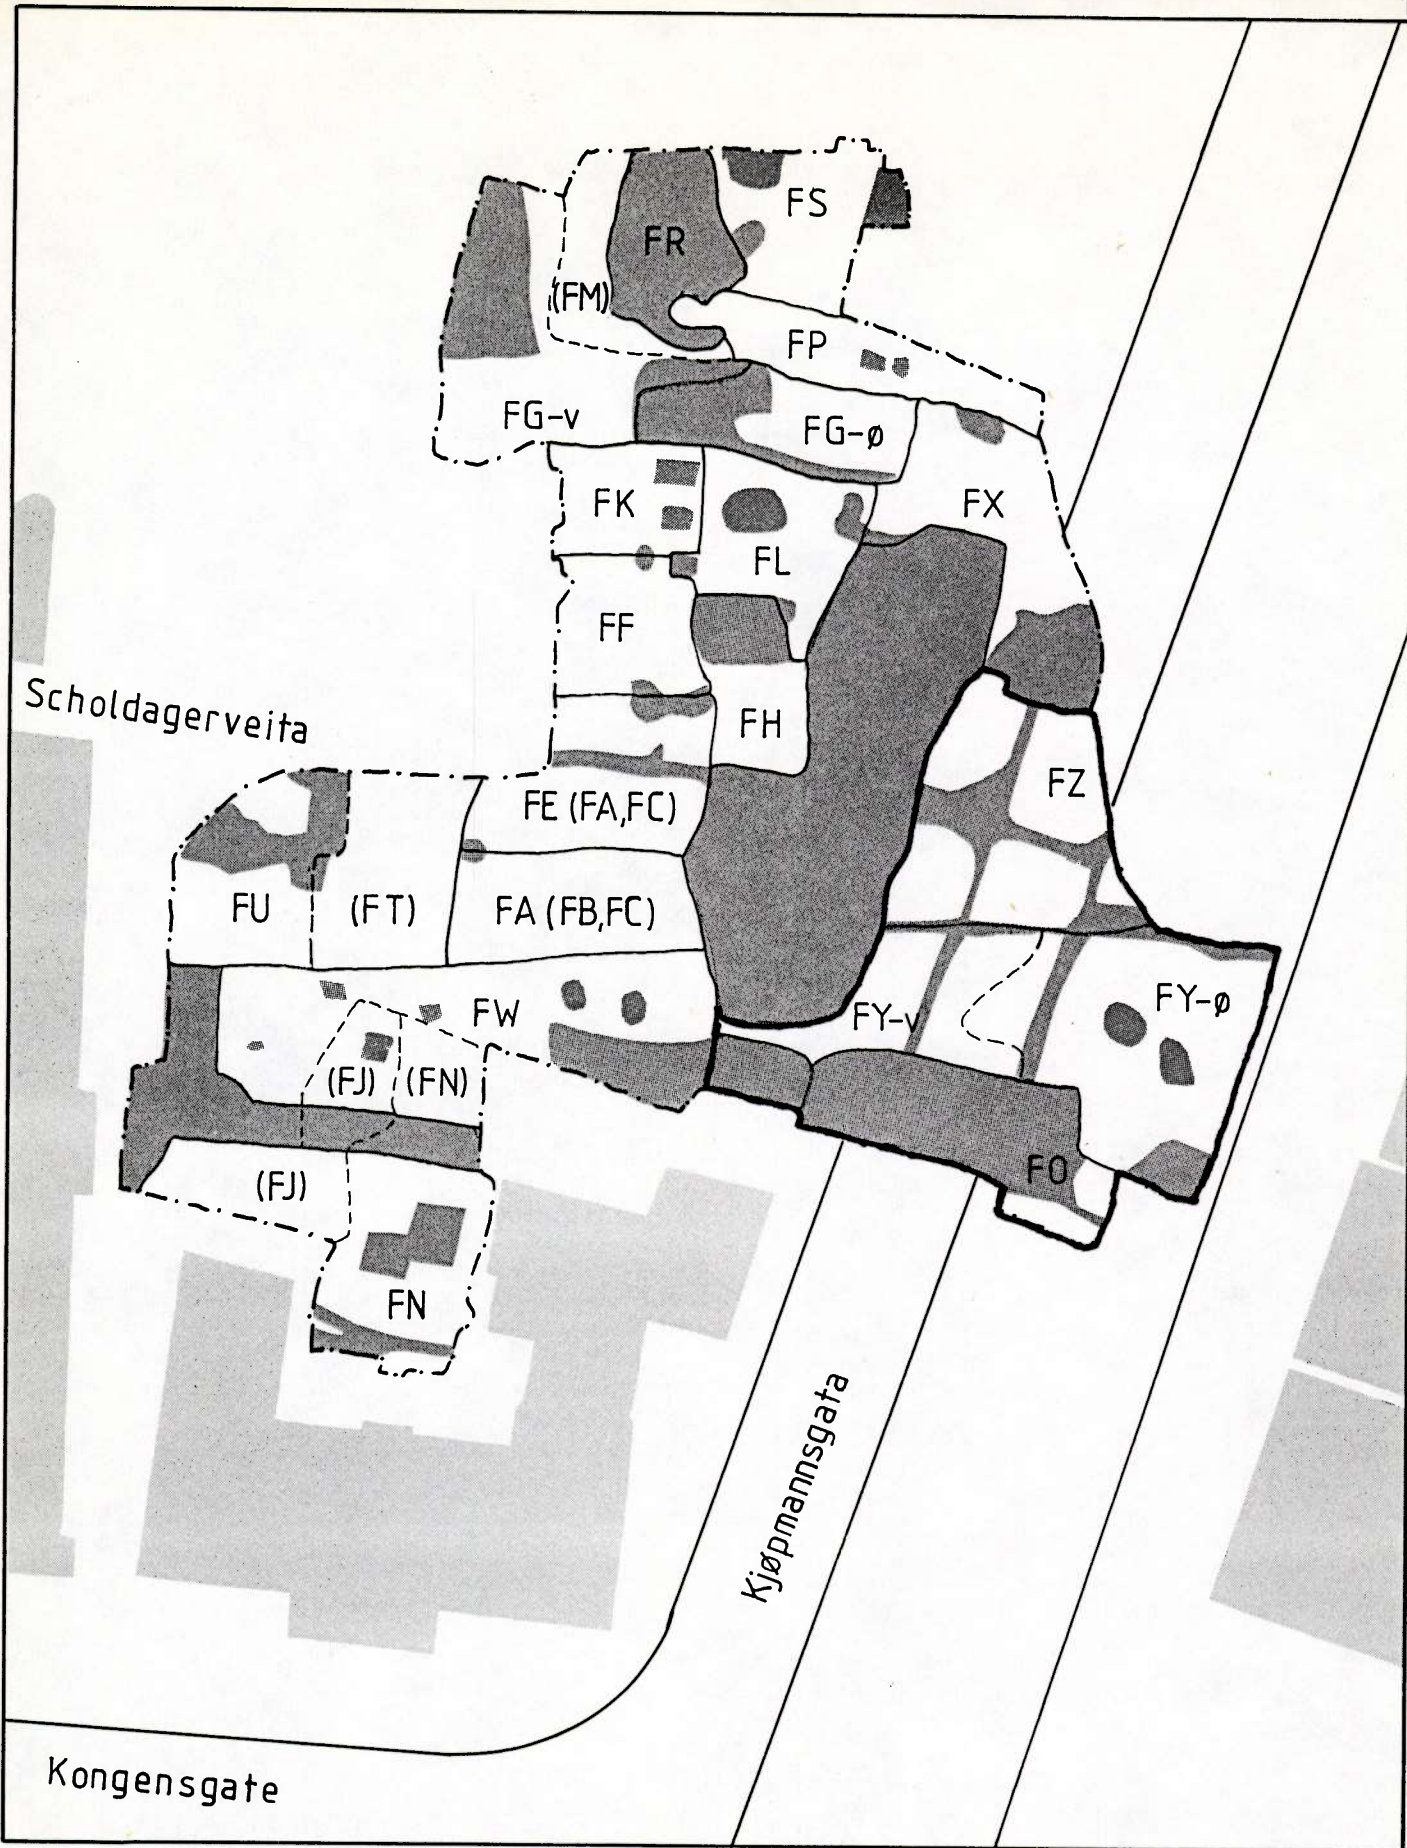 FS
FR
(FM)
FP
FG-v
FG-ø
FK
FX
FL
FF
Scholdagerveita
FH
FZ
FE (FA,FC)
FU
(FT)
FA (FB,FC)
FY-ø
FW
FY-v
(FJ)
(FN)
FO
(FJ)
FN
Kjøpmannsgata
Kongensgate